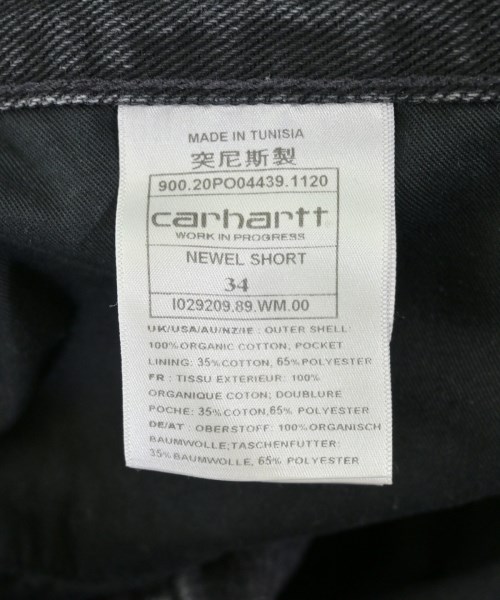 MADE IN TUNISIA
突尼斯製
900.20PO04439.1120
carhartt
WORK IN PROGRESS
NEWEL SHORT
34
I029209.89.WM.00
UK/USA/AU/NZ/IE : OUTER SHELL:
100% ORGANIC COTTON, POCKET
LINING: 35% COTTON, 65% POLYESTER
FR : TISSU EXTERIEUR: 100%
ORGANIQUE COTON; DOUBLURE
POCHE: 35% COTON,65% POLYESTER
DE/AT : OBERSTOFF: 100% ORGANISCH
BAUMWOLLE;TASCHENFUTTER:
35% BAUMWOLLE, 65% POLYESTER